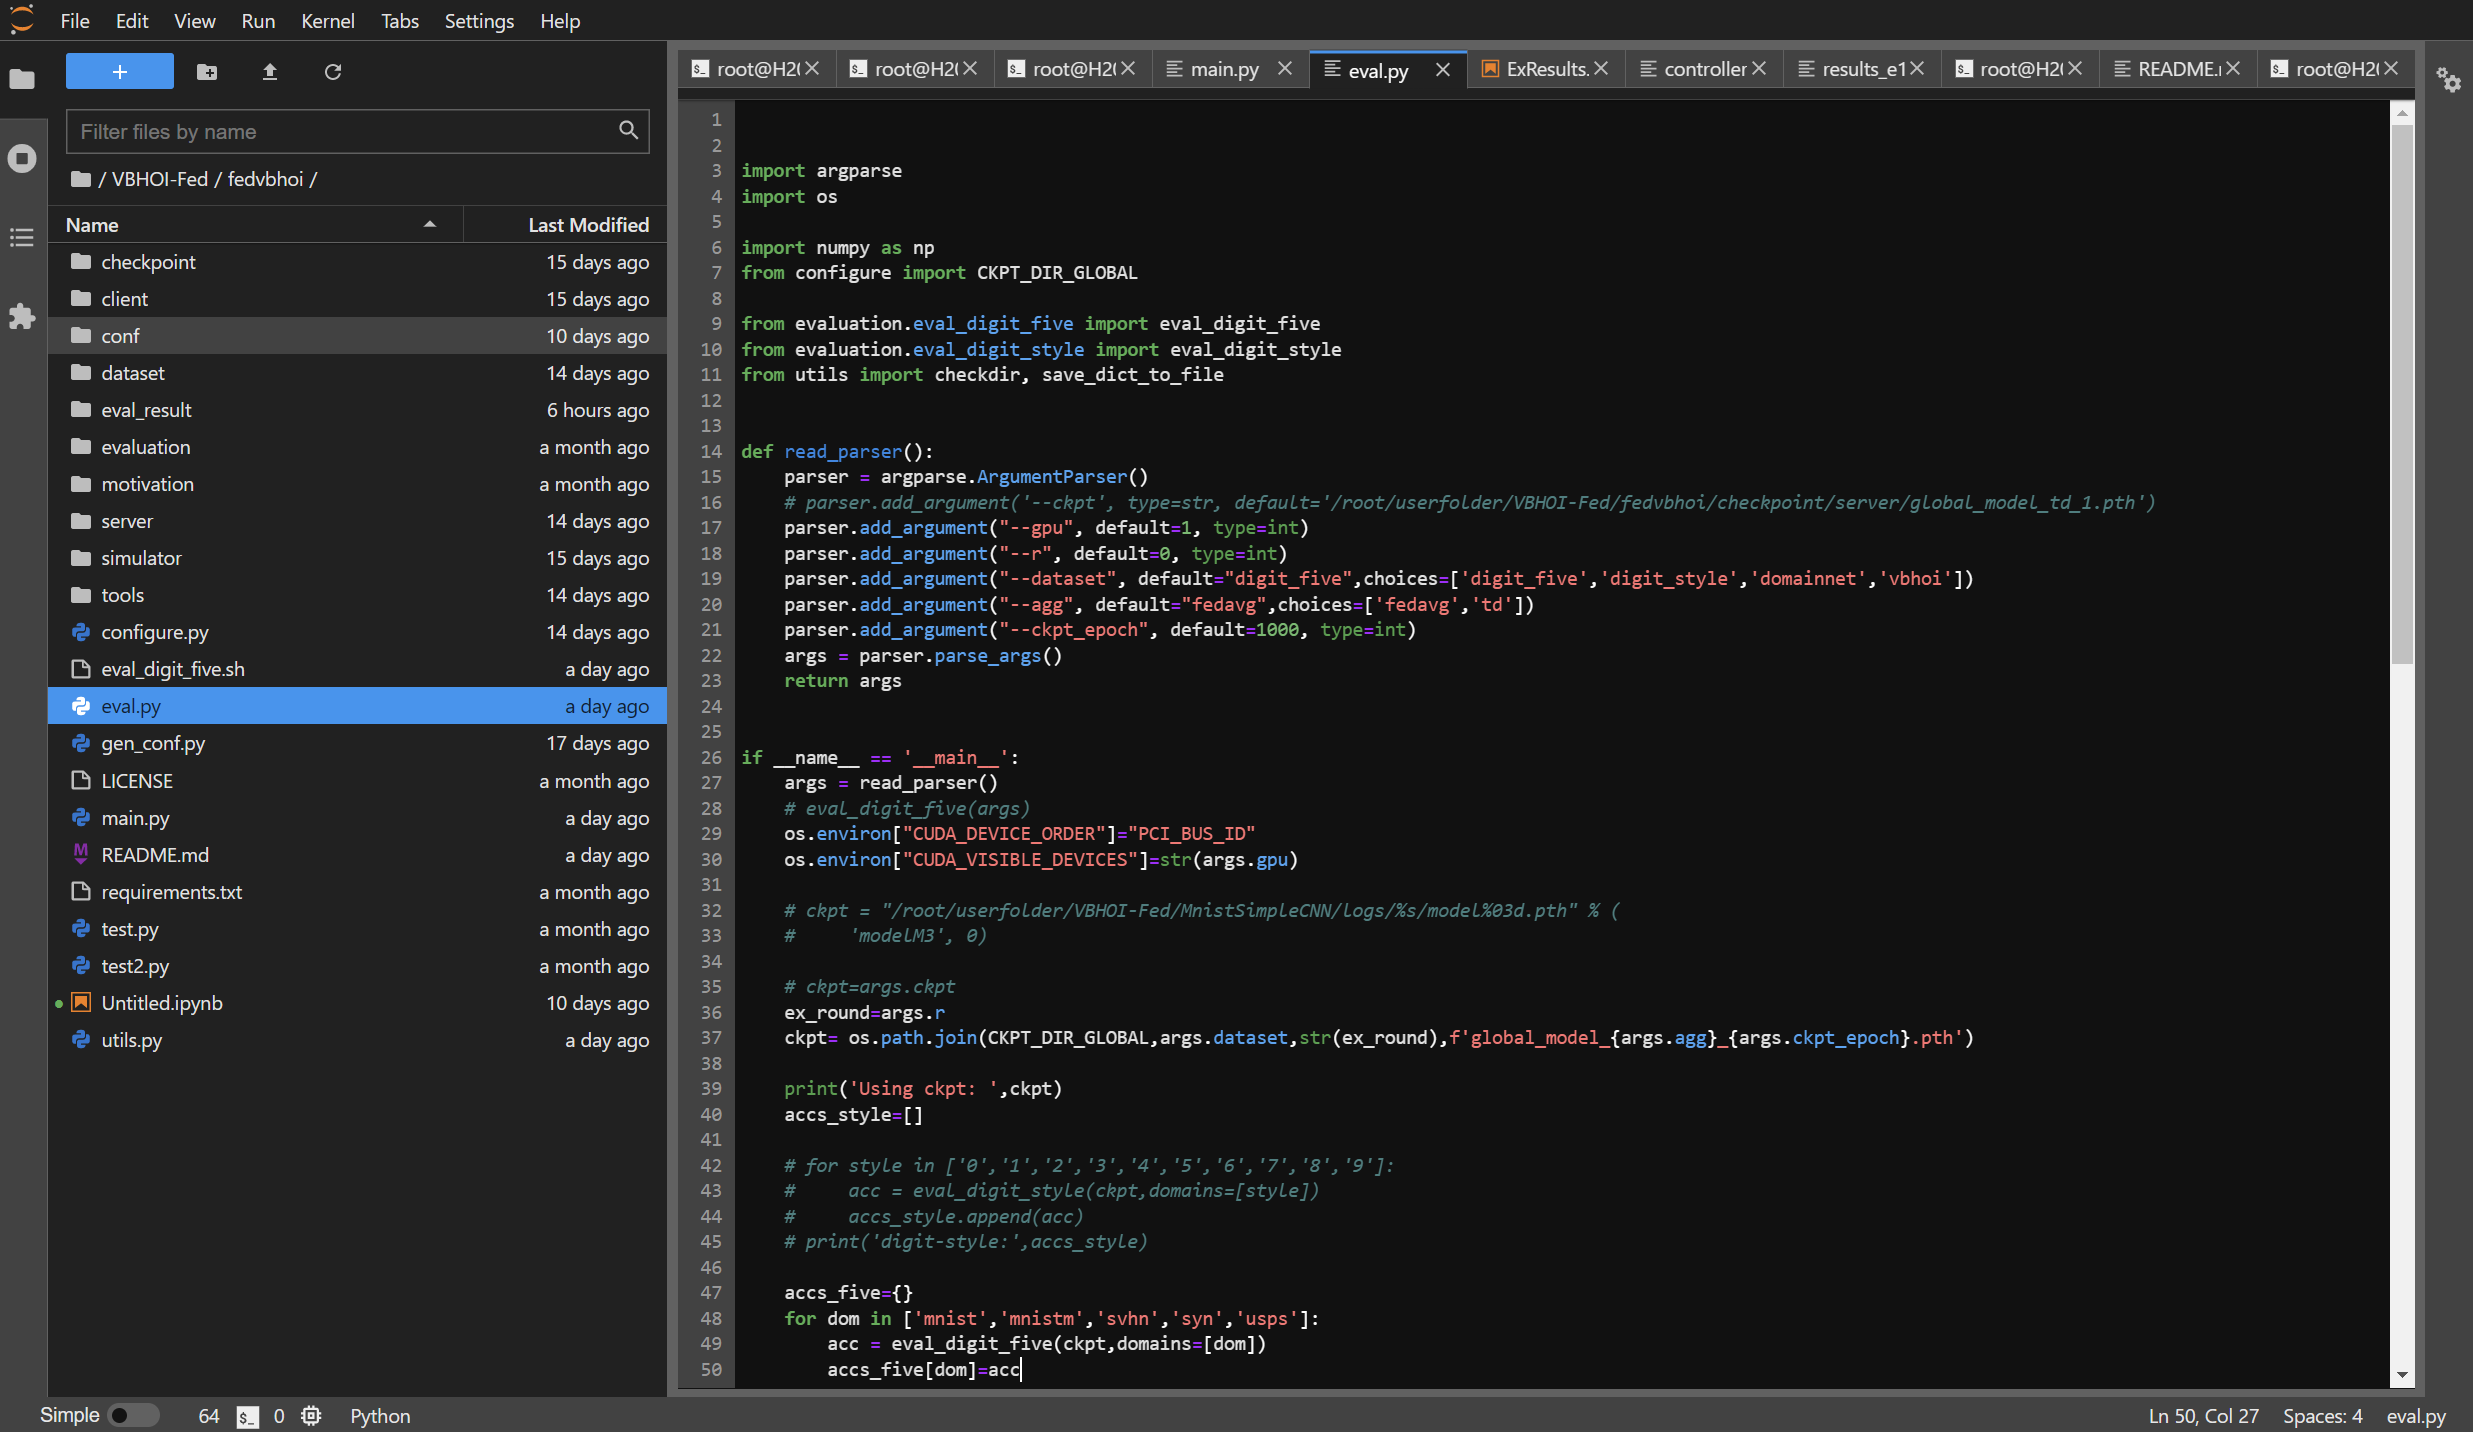 File Edit View Run Kernel Tabs Settings Help
Filter files by name
/ VBHOI-Fed / fedvbhoi /
Name Last Modified
checkpoint 15 days ago
client 15 days ago
conf 10 days ago
dataset 14 days ago
eval_result 6 hours ago
evaluation a month ago
motivation a month ago
server 14 days ago
simulator 15 days ago
tools 14 days ago
configure.py 14 days ago
eval_digit_five.sh a day ago
eval.py a day ago
gen_conf.py 17 days ago
LICENSE a month ago
main.py a day ago
README.md a day ago
requirements.txt a month ago
test.py a month ago
test2.py a month ago
Untitled.ipynb 10 days ago
utils.py a day ago
root@H2( root@H2( root@H2( main.py eval.py ExResults. controller results_e1 root@H2( README. root@H2(
1
2
3 import argparse
4 import os
5
6 import numpy as np
7 from configure import CKPT_DIR_GLOBAL
8
9 from evaluation.eval_digit_five import eval_digit_five
10 from evaluation.eval_digit_style import eval_digit_style
11 from utils import checkdir, save_dict_to_file
12
13
14 def read_parser():
15     parser = argparse.ArgumentParser()
16     # parser.add_argument('--ckpt', type=str, default='/root/userfolder/VBHOI-Fed/fedvbhoi/checkpoint/server/global_model_td_1.pth')
17     parser.add_argument("--gpu", default=1, type=int)
18     parser.add_argument("--r", default=0, type=int)
19     parser.add_argument("--dataset", default="digit_five",choices=['digit_five','digit_style','domainnet','vbhoi'])
20     parser.add_argument("--agg", default="fedavg",choices=['fedavg','td'])
21     parser.add_argument("--ckpt_epoch", default=1000, type=int)
22     args = parser.parse_args()
23     return args
24
25
26 if __name__ == '__main__':
27     args = read_parser()
28     # eval_digit_five(args)
29     os.environ["CUDA_DEVICE_ORDER"]="PCI_BUS_ID"
30     os.environ["CUDA_VISIBLE_DEVICES"]=str(args.gpu)
31
32     # ckpt = "/root/userfolder/VBHOI-Fed/MnistSimpleCNN/logs/%s/model%03d.pth" % (
33     #     'modelM3', 0)
34
35     # ckpt=args.ckpt
36     ex_round=args.r
37     ckpt= os.path.join(CKPT_DIR_GLOBAL,args.dataset,str(ex_round),f'global_model_{args.agg}_{args.ckpt_epoch}.pth')
38
39     print('Using ckpt: ',ckpt)
40     accs_style=[]
41
42     # for style in ['0','1','2','3','4','5','6','7','8','9']:
43     #     acc = eval_digit_style(ckpt,domains=[style])
44     #     accs_style.append(acc)
45     # print('digit-style:',accs_style)
46
47     accs_five={}
48     for dom in ['mnist','mnistm','svhn','syn','usps']:
49         acc = eval_digit_five(ckpt,domains=[dom])
50         accs_five[dom]=acc
Simple 64 $_ 0 Python Ln 50, Col 27 Spaces: 4 eval.py